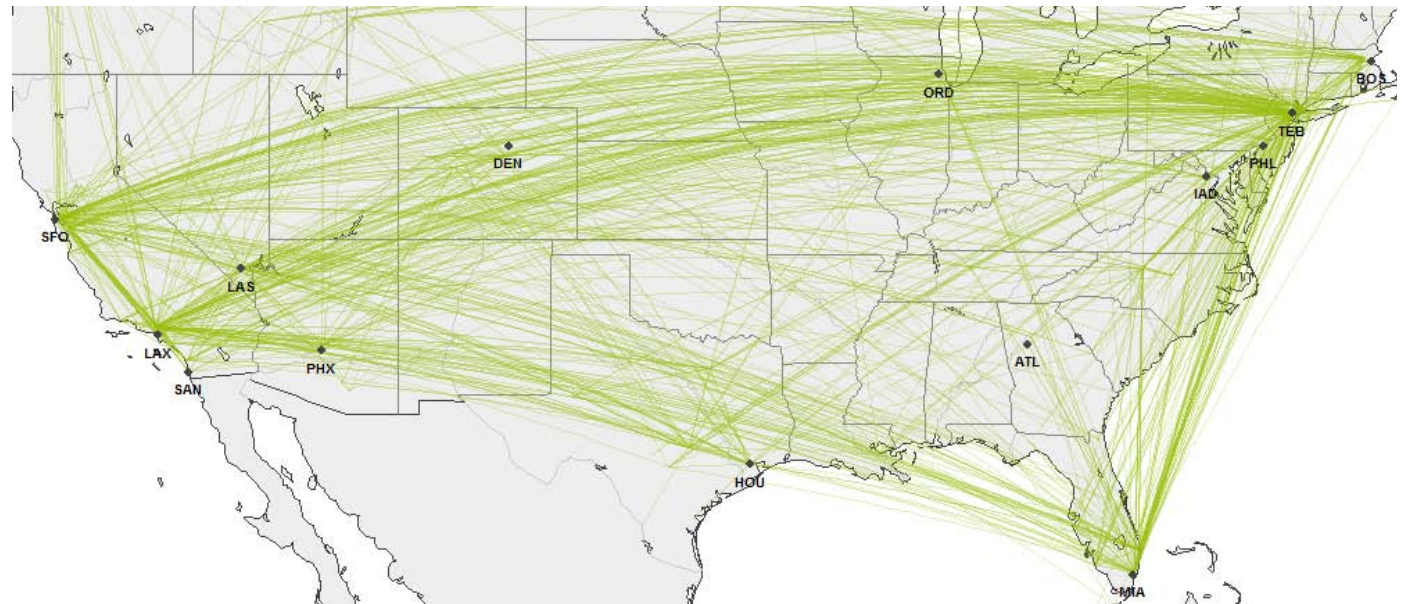 ORD
BOS
TEB
DEN
PHL
IAD
SFO
LAS
LAX
PHX
ATL
SAN
HOU
MIA